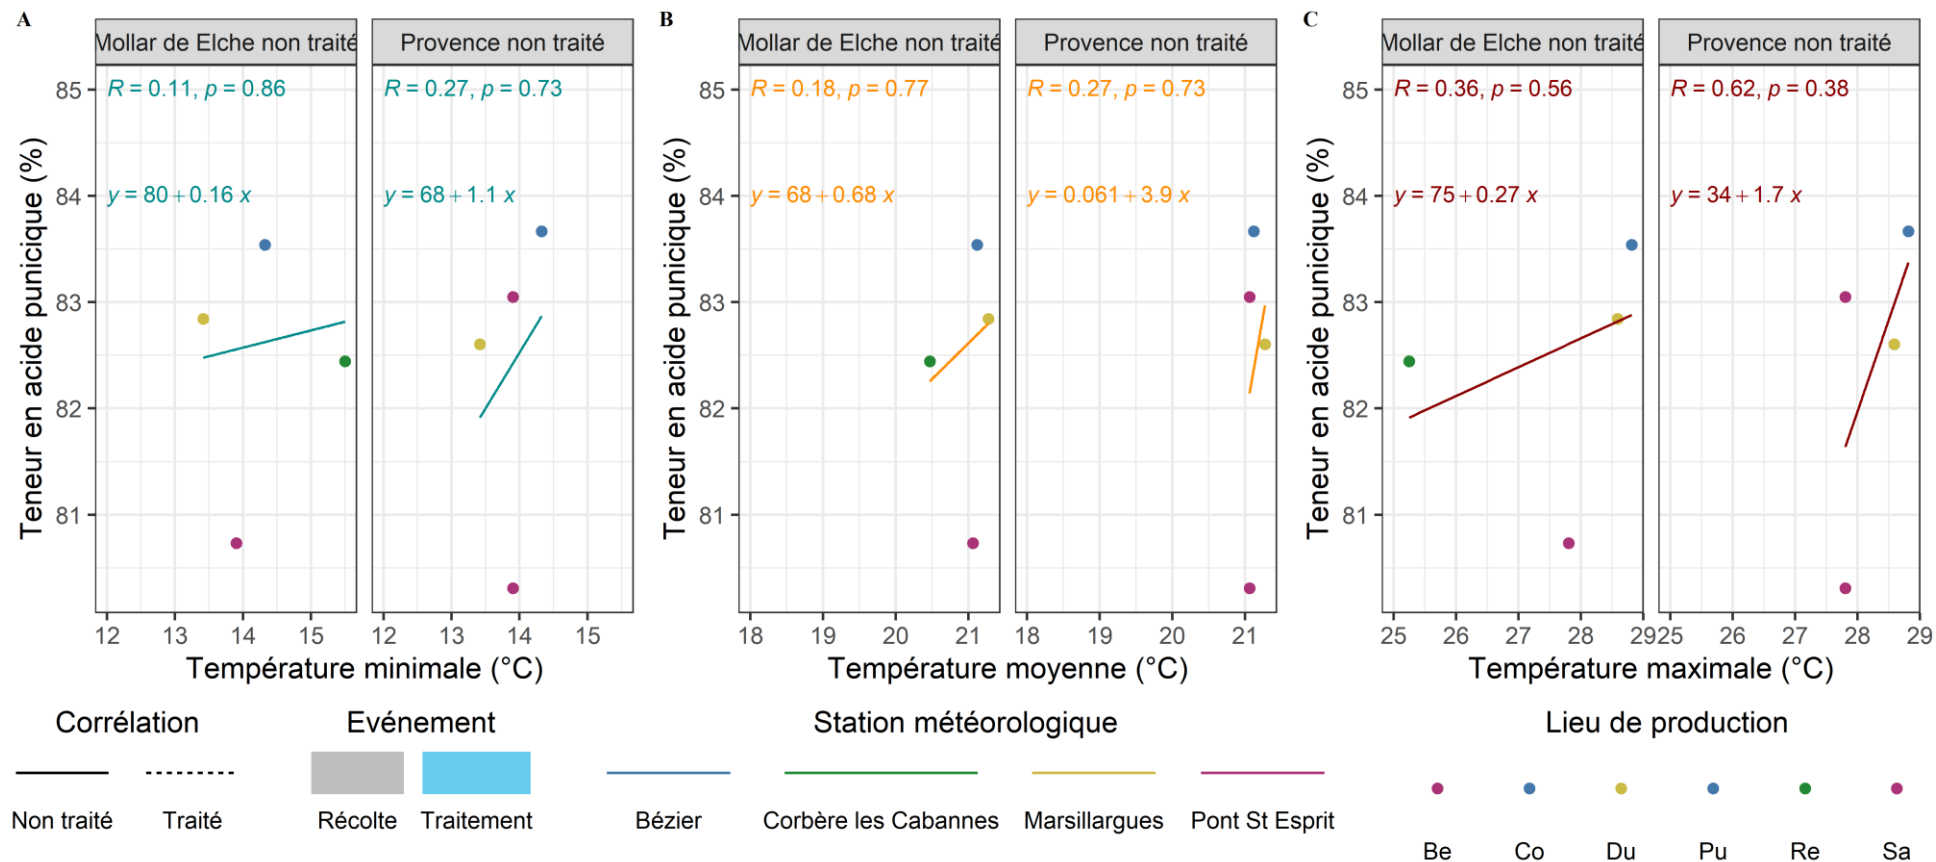 A
Mollar de Elche non traité
Provence non traité
R = 0.11, p = 0.86
R = 0.27, p = 0.73
y = 80 + 0.16 x
y = 68 + 1.1 x
85
84
83
82
81
Teneur en acide punicique (%)
12 13 14 15
12 13 14 15
Température minimale (°C)
B
Mollar de Elche non traité
Provence non traité
R = 0.18, p = 0.77
R = 0.27, p = 0.73
y = 68 + 0.68 x
y = 0.061 + 3.9 x
85
84
83
82
81
Teneur en acide punicique (%)
18 19 20 21
18 19 20 21
Température moyenne (°C)
C
Mollar de Elche non traité
Provence non traité
R = 0.36, p = 0.56
R = 0.62, p = 0.38
y = 75 + 0.27 x
y = 34 + 1.7 x
85
84
83
82
81
Teneur en acide punicique (%)
25 26 27 28 29
25 26 27 28 29
Température maximale (°C)
Corrélation
Non traité Traité
Evénement
Récolte Traitement
Station météorologique
Bézier Corbère les Cabannes Marsillargues Pont St Esprit
Lieu de production
Be Co Du Pu Re Sa